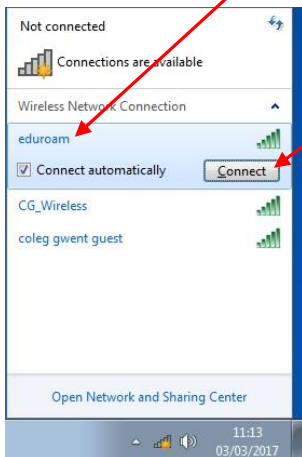 Not connected
Connections are available
Wireless Network Connection
eduroam
Connect automatically
Connect
CG_Wireless
coleg gwent guest
Open Network and Sharing Center
11:13
03/03/2017